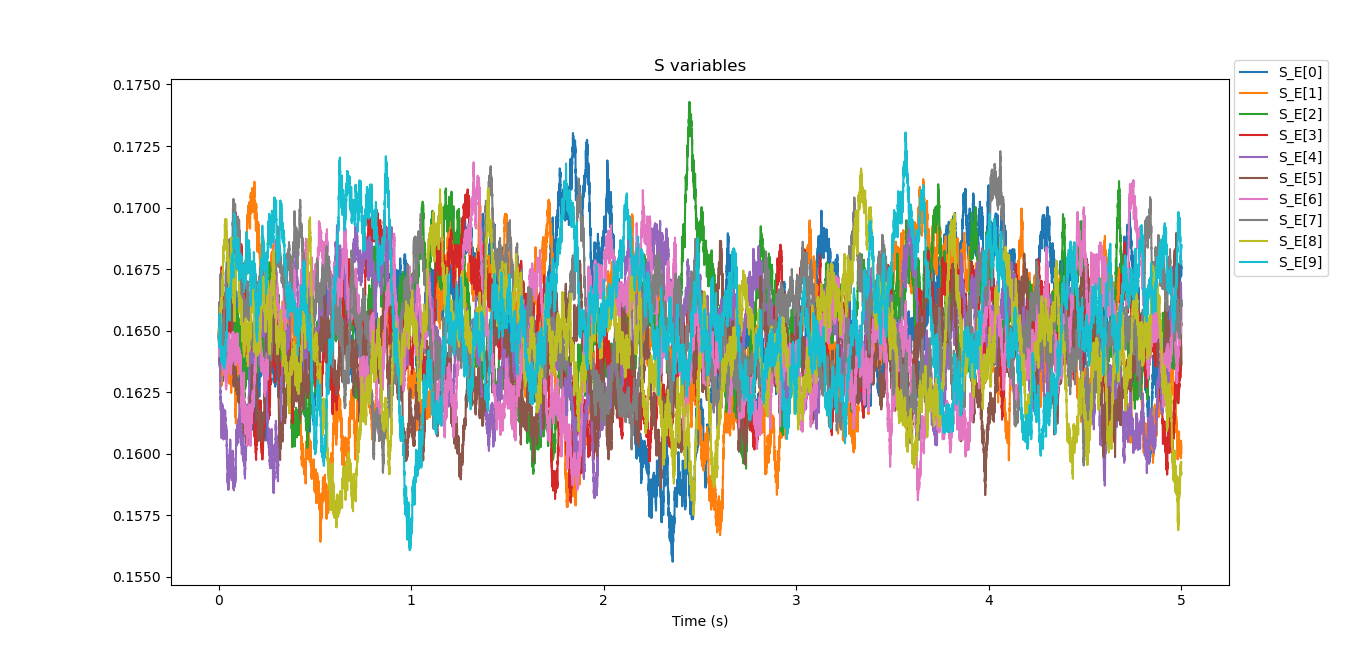 S variables
0.1750
0.1725
0.1700
0.1675
0.1650
0.1625
0.1600
0.1575
0.1550
0 1 2 3 4 5
Time (s)
S_E[0]
S_E[1]
S_E[2]
S_E[3]
S_E[4]
S_E[5]
S_E[6]
S_E[7]
S_E[8]
S_E[9]